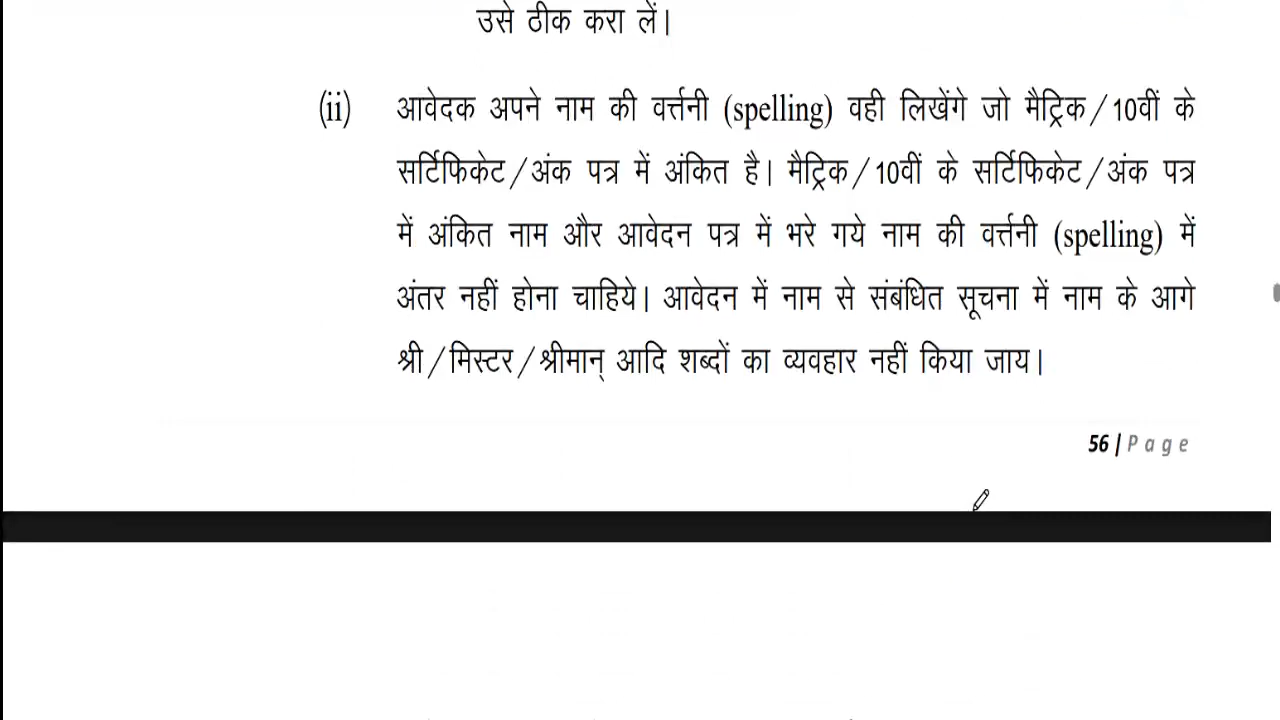 उसे ठीक करा लें।
(ii) आवेदक अपने नाम की वर्त्तनी (spelling) वही लिखेंगे जो मैट्रिक/10वीं के
सर्टिफिकेट/अंक पत्र में अंकित है। मैट्रिक/10वीं के सर्टिफिकेट/अंक पत्र
में अंकित नाम और आवेदन पत्र में भरे गये नाम की वर्त्तनी (spelling) में
अंतर नहीं होना चाहिये। आवेदन में नाम से संबंधित सूचना में नाम के आगे
श्री/मिस्टर/श्रीमान् आदि शब्दों का व्यवहार नहीं किया जाय।
56 | Page